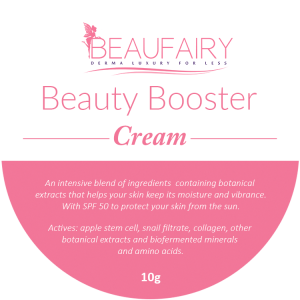 BEAUFAIRY
DERMA LUXURY FOR LESS
Beauty Booster
Cream
An intensive blend of ingredients containing botanical
extracts that helps your skin keep its moisture and vibrance.
With SPF 50 to protect your skin from the sun.
Actives: apple stem cell, snail filtrate, collagen, other
botanical extracts and biofermented minerals
and amino acids.
10g